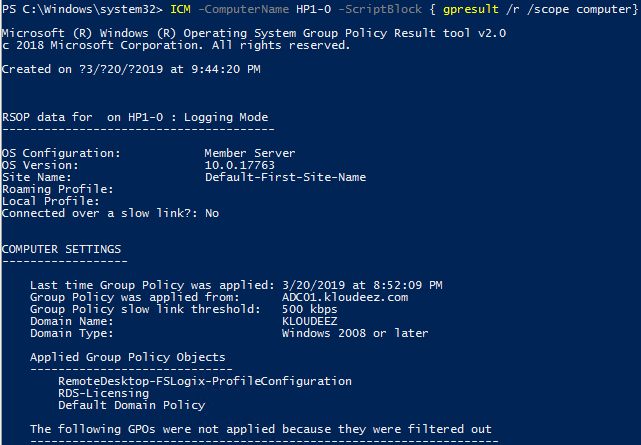 PS C:\Windows\system32> ICM -ComputerName HP1-0 -ScriptBlock { gpresult /r /scope computer}
Microsoft (R) Windows (R) Operating System Group Policy Result tool v2.0
c 2018 Microsoft Corporation. All rights reserved.
Created on ?3/?20/?2019 at 9:44:20 PM
RSOP data for  on HP1-0 : Logging Mode
---------------------------------------
OS Configuration:            Member Server
OS Version:                  10.0.17763
Site Name:                   Default-First-Site-Name
Roaming Profile:
Local Profile:
Connected over a slow link?: No
COMPUTER SETTINGS
------------------
    Last time Group Policy was applied: 3/20/2019 at 8:52:09 PM
    Group Policy was applied from:      ADC01.kloudeez.com
    Group Policy slow link threshold:   500 kbps
    Domain Name:                        KLOUDEEZ
    Domain Type:                        Windows 2008 or later
    Applied Group Policy Objects
    -----------------------------
        RemoteDesktop-FSLogix-ProfileConfiguration
        RDS-Licensing
        Default Domain Policy
    The following GPOs were not applied because they were filtered out
    -------------------------------------------------------------------